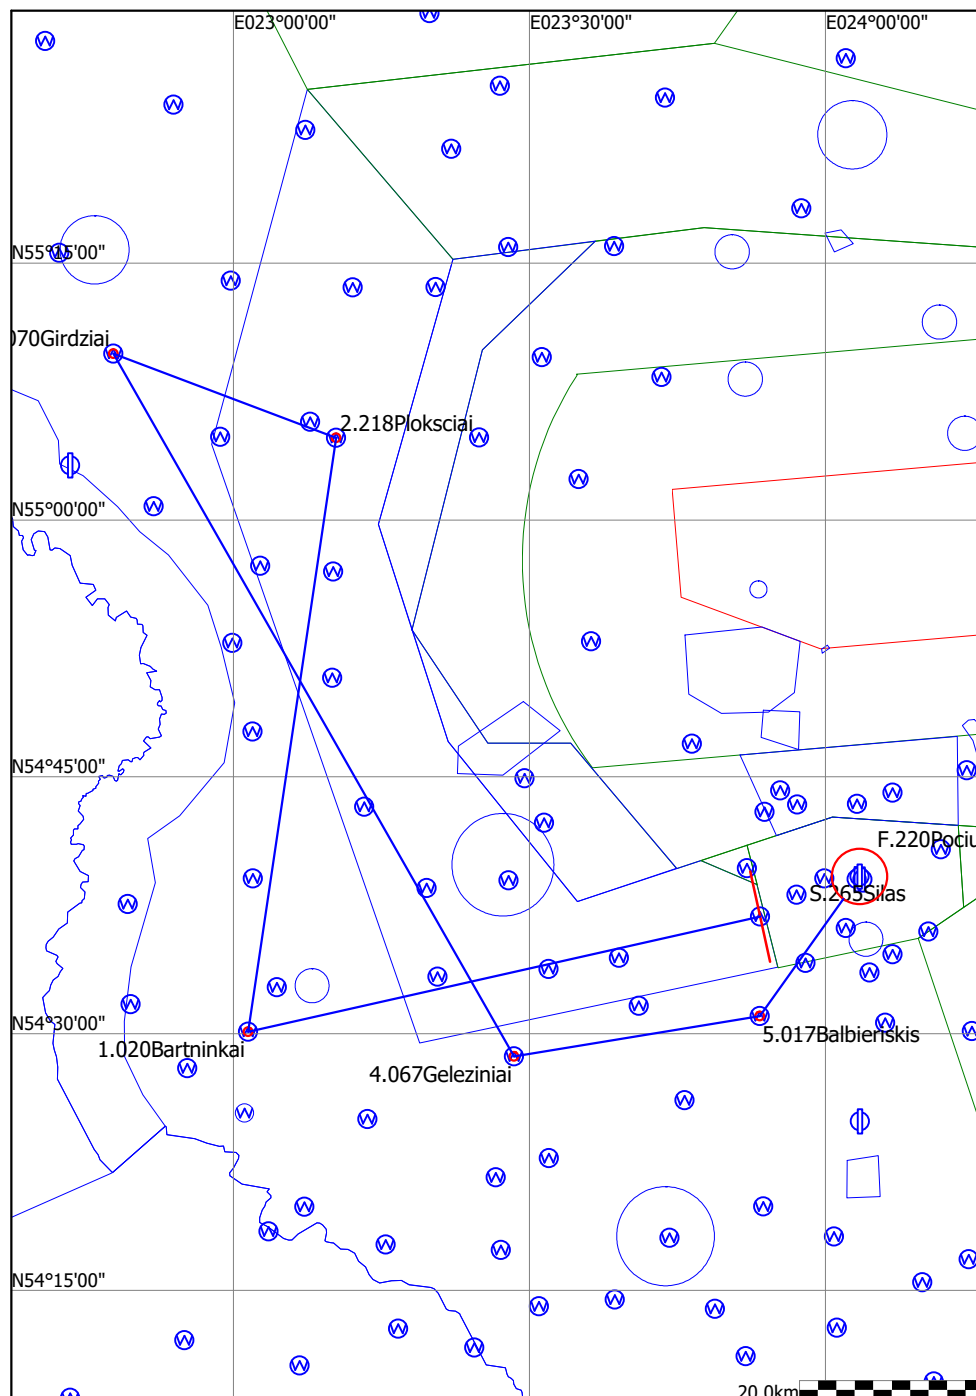 E023°00'00" E023°30'00" E024°00'00"
N55°15'00"
070Girdziai
2.218Ploksciai
N55°00'00"
N54°45'00"
F.220Pociu
S.265Silas
N54°30'00"
1.020Bartninkai
5.017Balbieriskis
4.067Geleziniai
N54°15'00"
20.0km